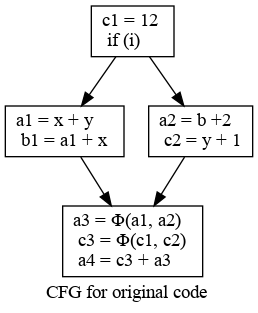 c1 = 12
if (i)
a1 = x + y
b1 = a1 + x
a2 = b +2
c2 = y + 1
a3 = Φ(a1, a2)
c3 = Φ(c1, c2)
a4 = c3 + a3
CFG for original code